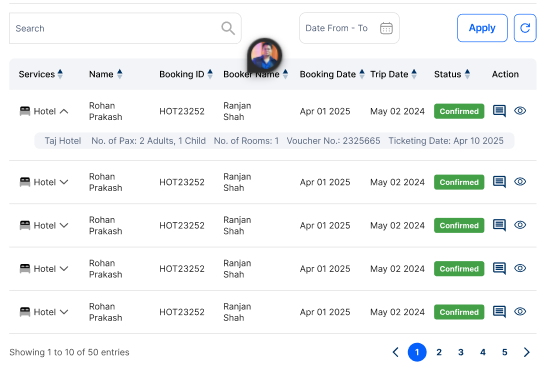 Search Date From - To Apply
Services Name Booking ID Booker Name Booking Date Trip Date Status Action
Hotel Rohan Prakash HOT23252 Ranjan Shah Apr 01 2025 May 02 2024 Confirmed
Taj Hotel No. of Pax: 2 Adults, 1 Child No. of Rooms: 1 Voucher No.: 2325665 Ticketing Date: Apr 10 2025
Hotel Rohan Prakash HOT23252 Ranjan Shah Apr 01 2025 May 02 2024 Confirmed
Hotel Rohan Prakash HOT23252 Ranjan Shah Apr 01 2025 May 02 2024 Confirmed
Hotel Rohan Prakash HOT23252 Ranjan Shah Apr 01 2025 May 02 2024 Confirmed
Hotel Rohan Prakash HOT23252 Ranjan Shah Apr 01 2025 May 02 2024 Confirmed
Showing 1 to 10 of 50 entries 1 2 3 4 5